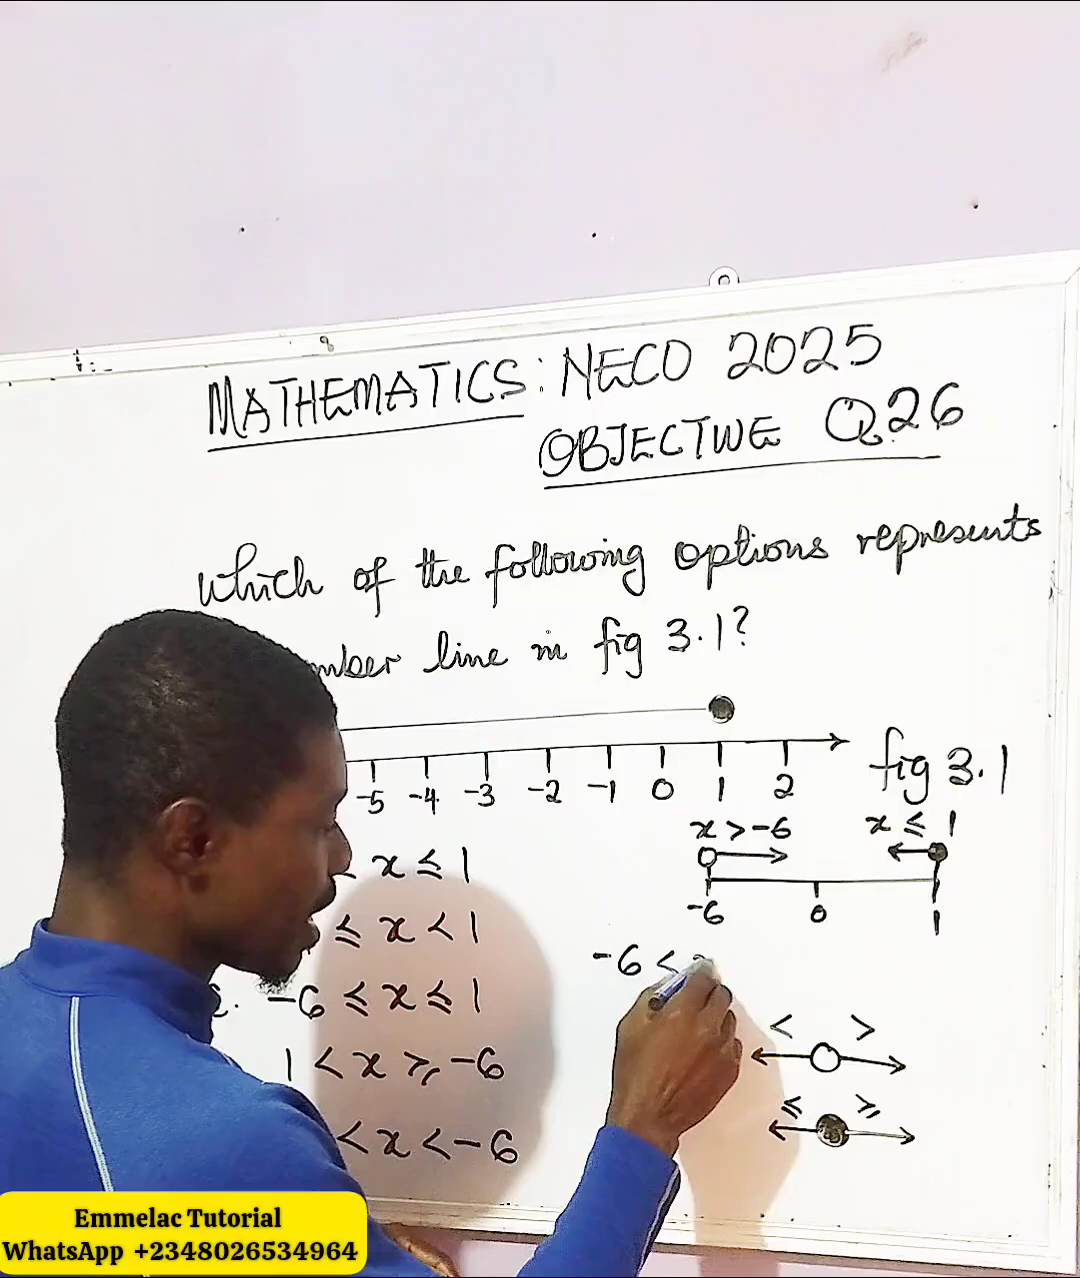 MATHEMATICS: NECO 2025
OBJECTIVE Q26
which of the following options represents
mber line in fig 3.1?
-5 -4 -3 -2 -1 0 1 2
fig 3.1
x > -6
x ≤ 1
-6 0 1
< x ≤ 1
≤ x < 1
-6 <
c. -6 ≤ x ≤ 1
< >
1 < x ≥ -6
≤ ≥
< x < -6
Emmelac Tutorial
WhatsApp +2348026534964